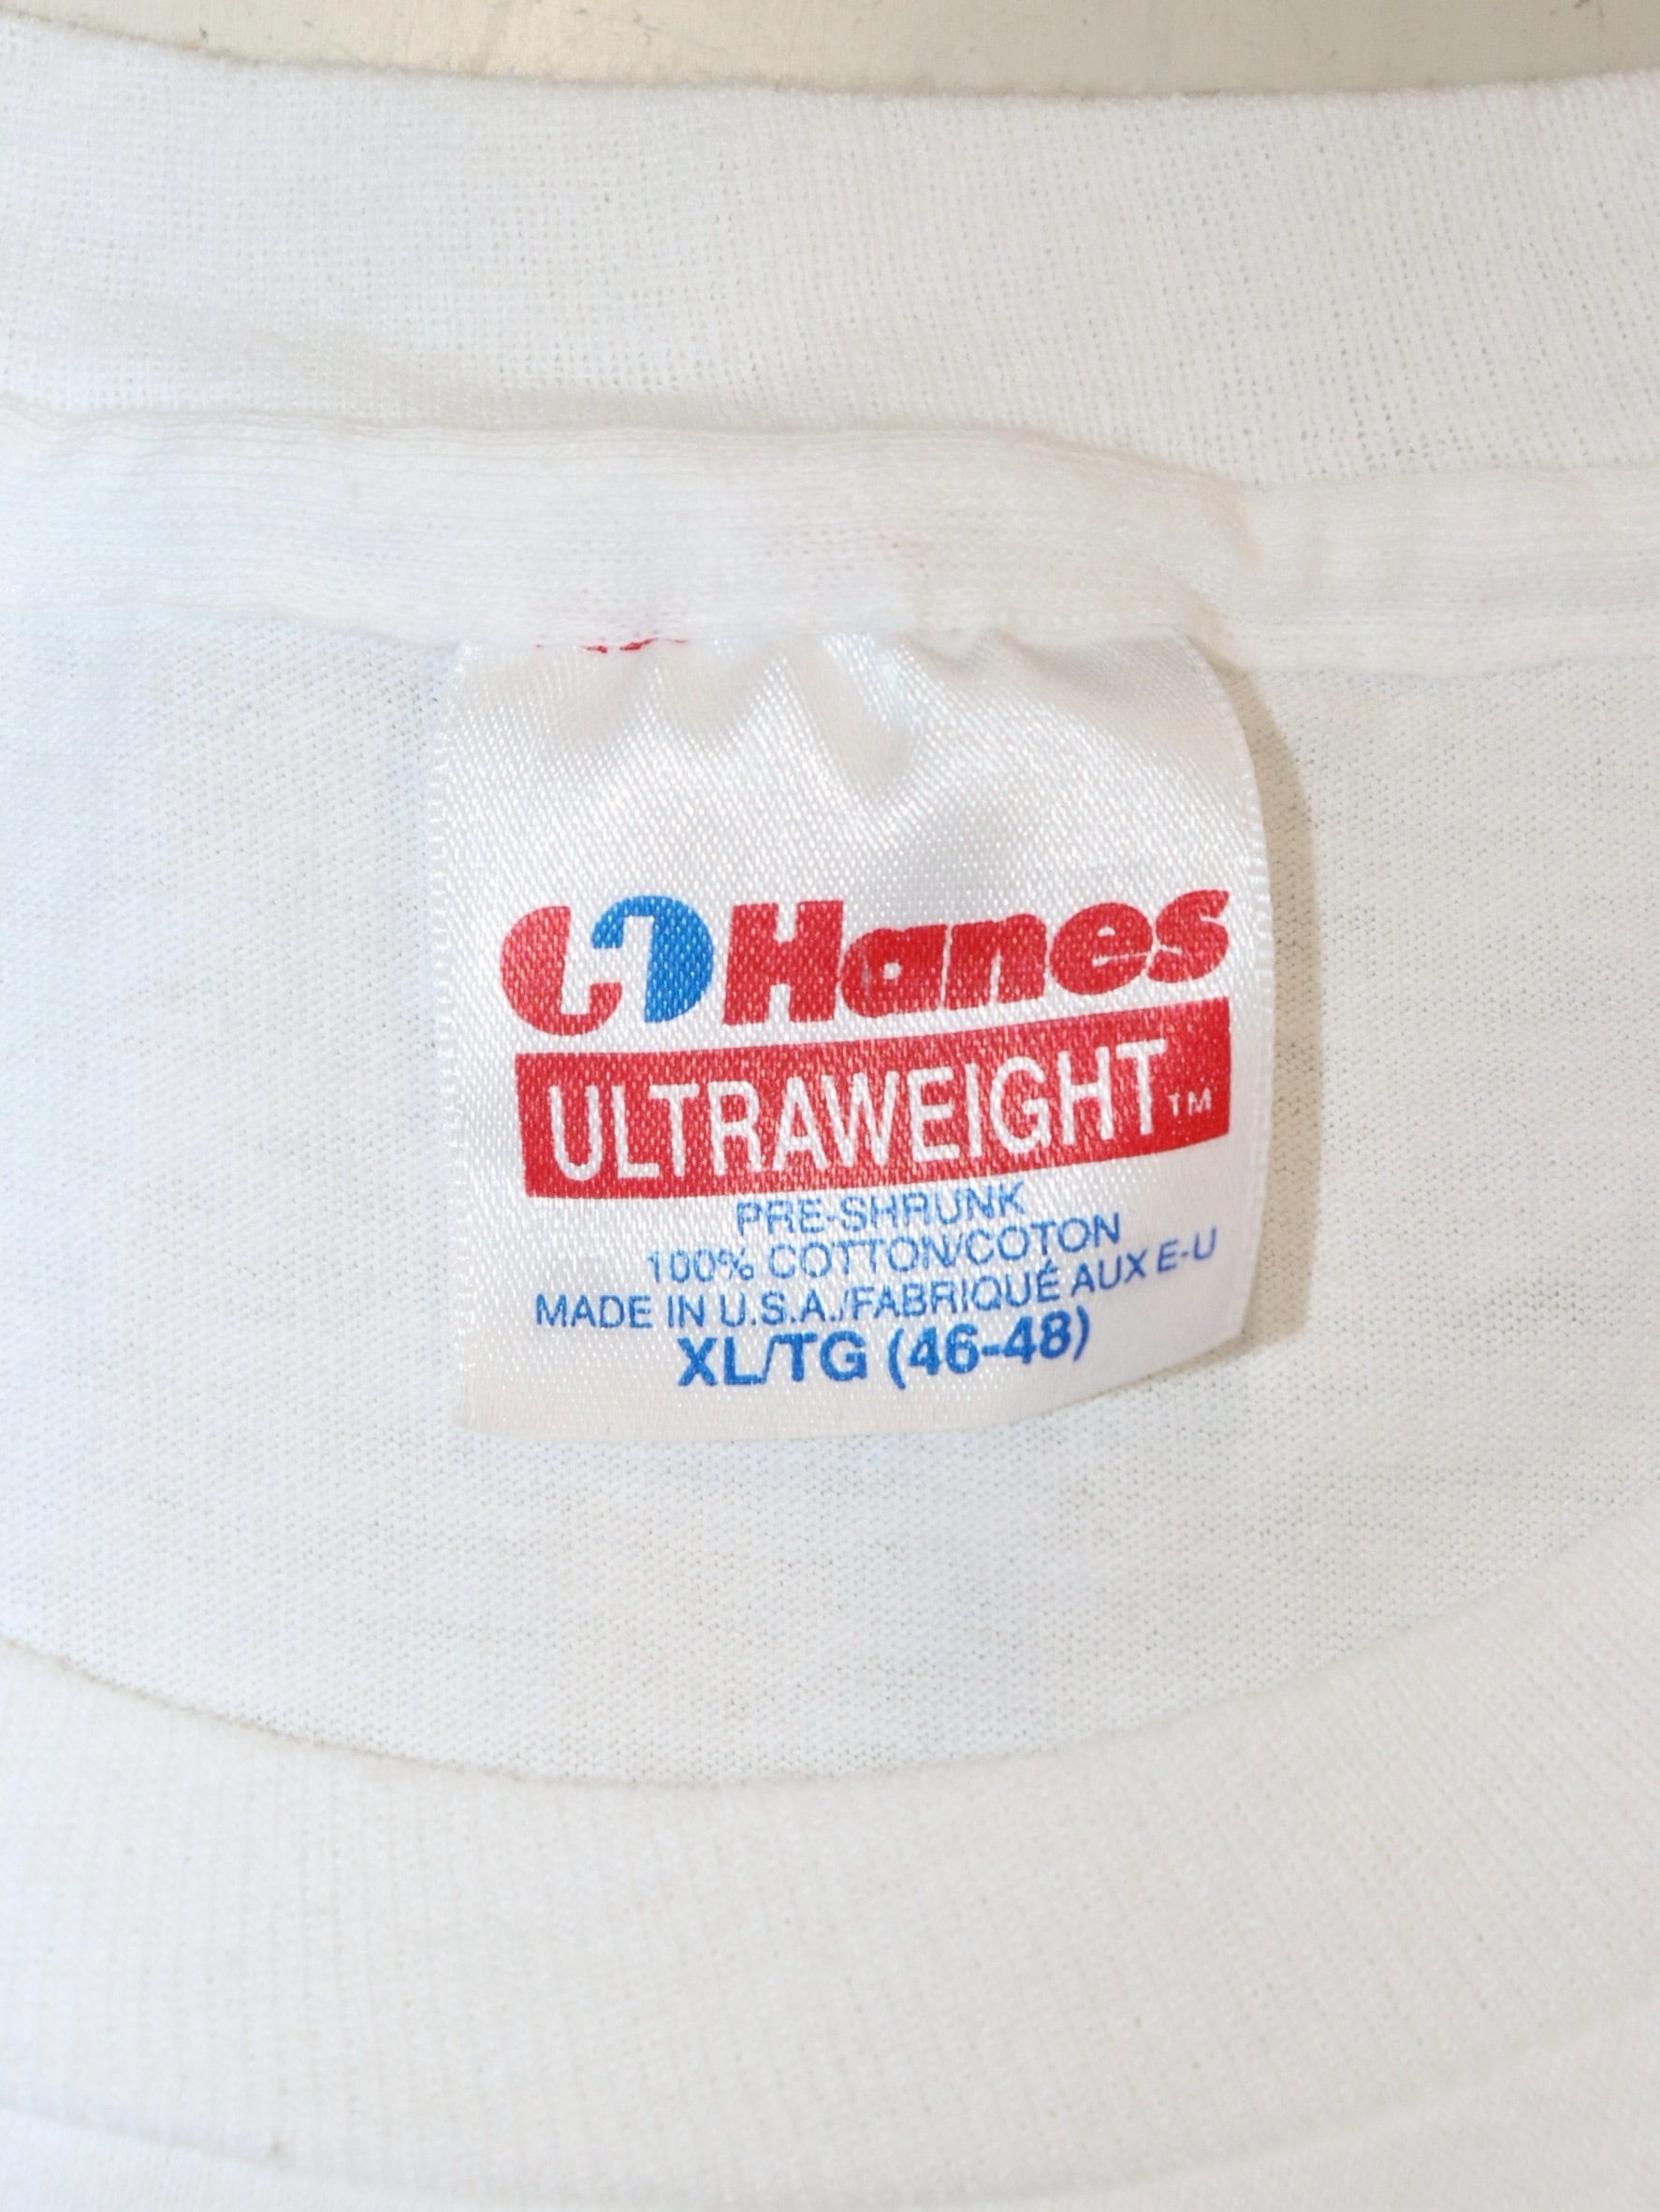 Hanes
ULTRAWEIGHT™
PRE-SHRUNK
100% COTTON/COTON
MADE IN U.S.A./FABRIQUÉ AUX E-U
XL/TG (46-48)